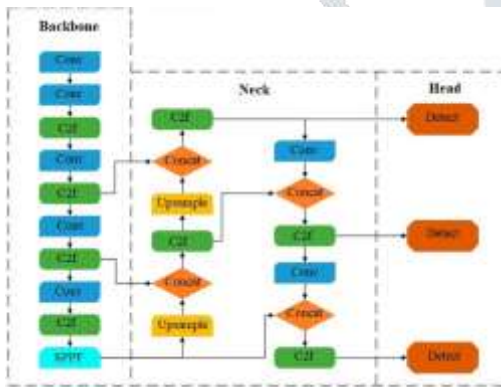 Backbone
Conv
Conv
C2f
Conv
C2f
Conv
C2f
Conv
C2f
SPPF
Neck
C2f
Concat
Upsample
C2f
Concat
Upsample
Conv
Concat
C2f
Conv
Concat
C2f
Head
Detect
Detect
Detect